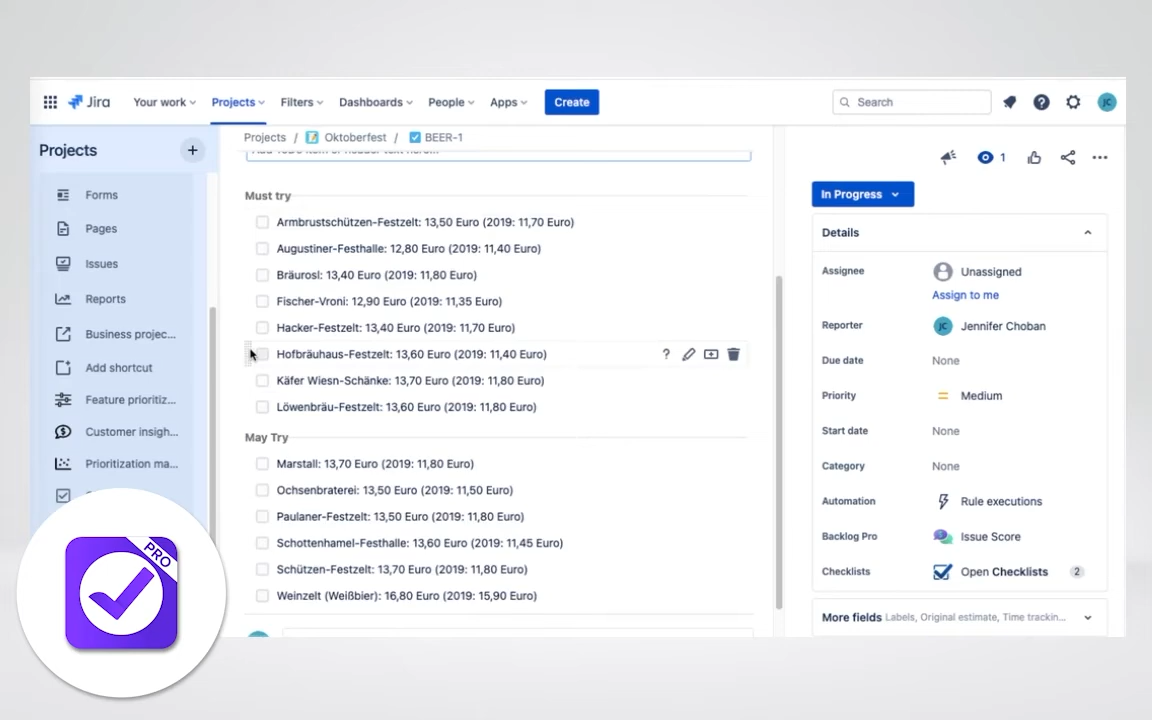 Jira Your work Projects Filters Dashboards People Apps Create Search JC
Projects
Projects / Oktoberfest / BEER-1
1
Forms
Pages
Issues
Reports
Business projec...
Add shortcut
Feature prioritiz...
Customer insigh...
Prioritization ma...
PRO
Must try
Armbrustschützen-Festzelt: 13,50 Euro (2019: 11,70 Euro)
Augustiner-Festhalle: 12,80 Euro (2019: 11,40 Euro)
Bräurosl: 13,40 Euro (2019: 11,80 Euro)
Fischer-Vroni: 12,90 Euro (2019: 11,35 Euro)
Hacker-Festzelt: 13,40 Euro (2019: 11,70 Euro)
Hofbräuhaus-Festzelt: 13,60 Euro (2019: 11,40 Euro)
Käfer Wiesn-Schänke: 13,70 Euro (2019: 11,80 Euro)
Löwenbräu-Festzelt: 13,60 Euro (2019: 11,80 Euro)
May Try
Marstall: 13,70 Euro (2019: 11,80 Euro)
Ochsenbraterei: 13,50 Euro (2019: 11,50 Euro)
Paulaner-Festzelt: 13,50 Euro (2019: 11,80 Euro)
Schottenhamel-Festhalle: 13,60 Euro (2019: 11,45 Euro)
Schützen-Festzelt: 13,70 Euro (2019: 11,80 Euro)
Weinzelt (Weißbier): 16,80 Euro (2019: 15,90 Euro)
In Progress
Details
Assignee Unassigned
Assign to me
Reporter JC Jennifer Choban
Due date None
Priority Medium
Start date None
Category None
Automation Rule executions
Backlog Pro Issue Score
Checklists Open Checklists 2
More fields Labels, Original estimate, Time trackin...